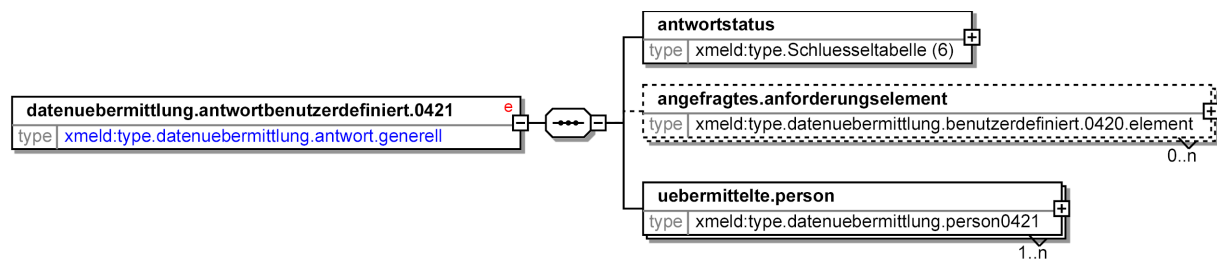 antwortstatus
type xmeld:type.Schluesseltabelle (6)
datenuebermittlung.antwortbenutzerdefiniert.0421 e
type xmeld:type.datenuebermittlung.antwort.generell
angefragtes.anforderungselement
type xmeld:type.datenuebermittlung.benutzerdefiniert.0420.element
0..n
uebermittelte.person
type xmeld:type.datenuebermittlung.person0421
1..n